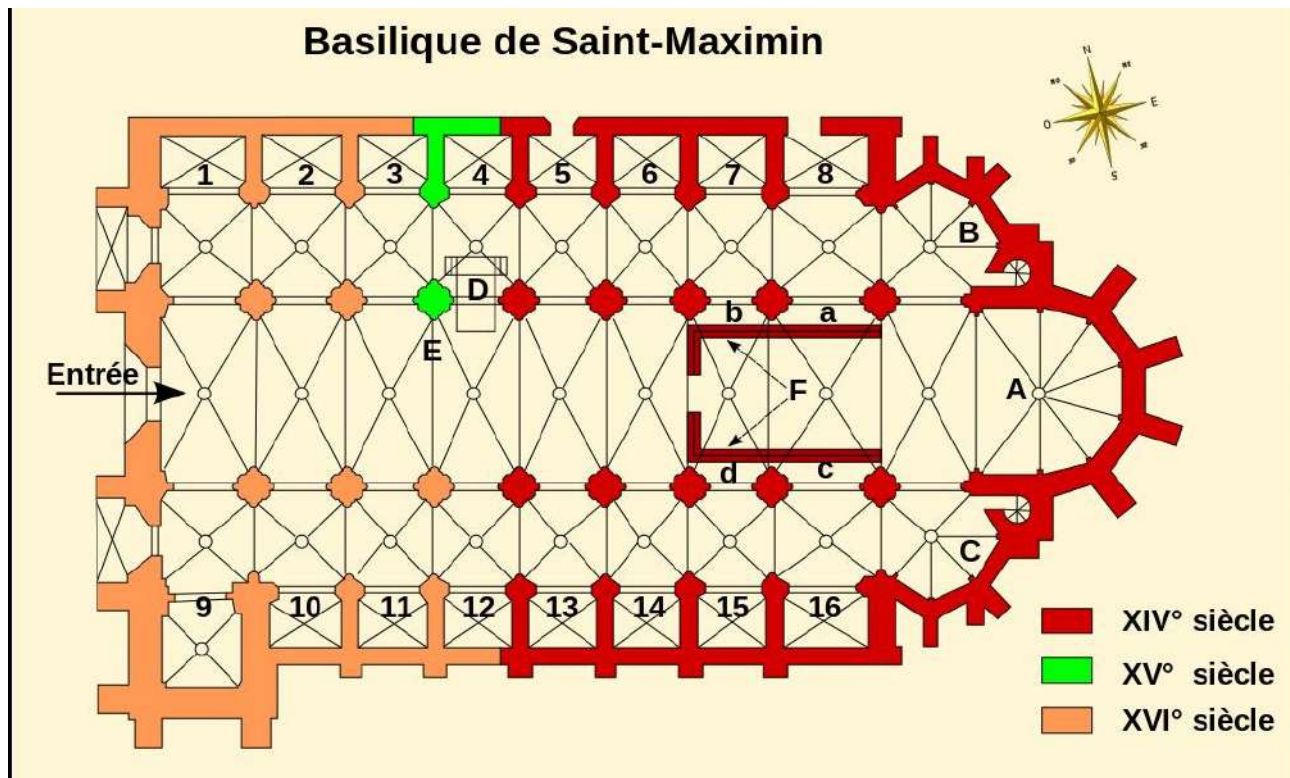 Basilique de Saint-Maximin
N
E
O
S
1 2 3 4 5 6 7 8
B
D
b a
E
Entrée
F
A
d c
C
9 10 11 12 13 14 15 16
XIV° siècle
XV° siècle
XVI° siècle